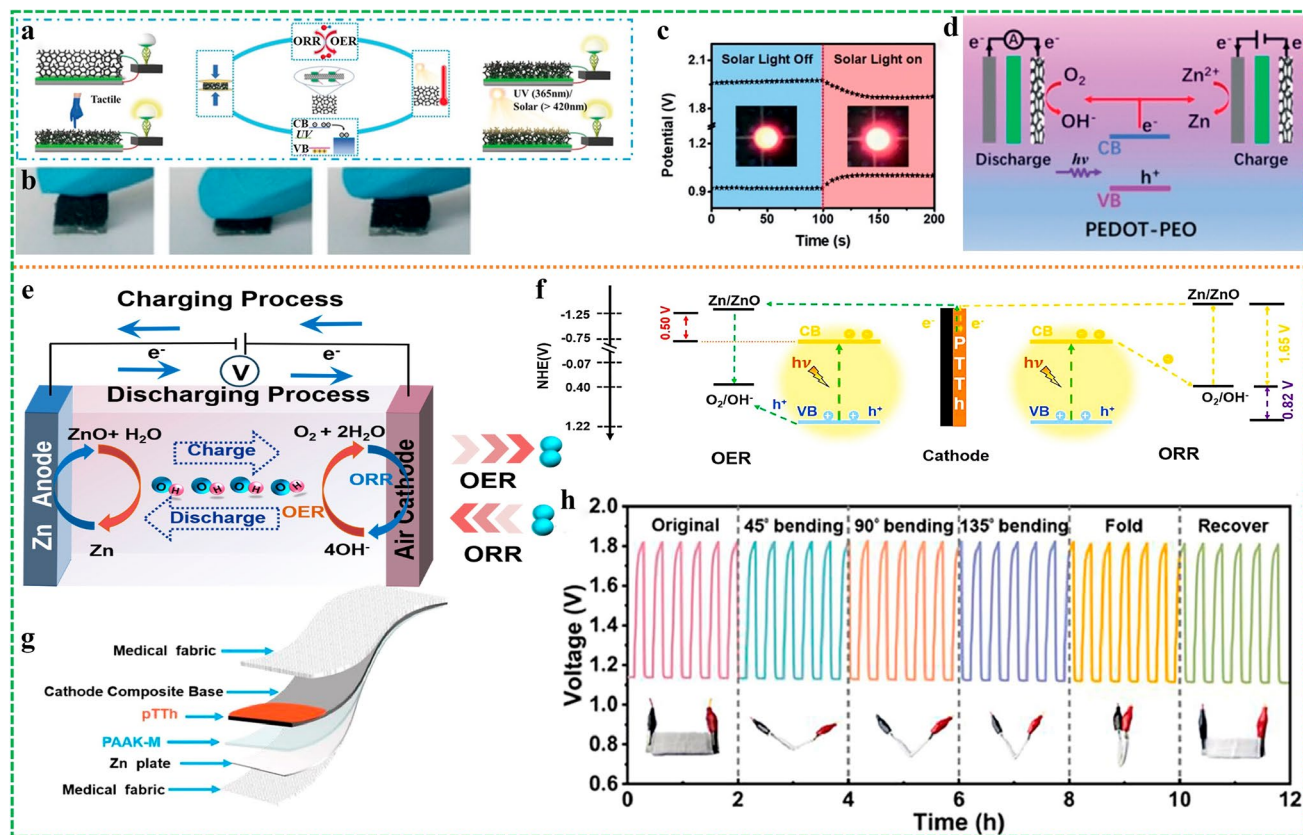 a
Tactile
ORR OER
CB
UV
VB
UV (365nm)/
Solar (> 420nm)
b
c
Solar Light Off
Solar Light on
Potential (V)
2.1
1.8
1.2
0.9
0
50
100
150
200
Time (s)
d
e⁻ A e⁻
e⁻ e⁻
O₂
OH⁻
Zn²⁺
Zn
e⁻
CB
Discharge
hν
Charge
h⁺
VB
PEDOT-PEO
e
Charging Process
e⁻ e⁻
V
Discharging Process
Zn Anode
Air Cathode
ZnO+ H₂O
O₂ + 2H₂O
Charge
ORR
O H O H O H O H
OER
Discharge
Zn
4OH⁻
OER
ORR
f
NHE(V)
-1.25
-0.75
-0.07
0.40
1.22
0.50 V
Zn/ZnO
CB
hν
O₂/OH⁻
h⁺
VB
h⁺
OER
e⁻ e⁻
PTTh
Cathode
CB
hν
VB
h⁺
Zn/ZnO
O₂/OH⁻
1.65 V
0.82 V
ORR
g
Medical fabric
Cathode Composite Base
pTTh
PAAK-M
Zn plate
Medical fabric
h
Original
45° bending
90° bending
135° bending
Fold
Recover
Voltage (V)
2.0
1.8
1.6
1.4
1.2
1.0
0.8
0.6
0
2
4
6
8
10
12
Time (h)